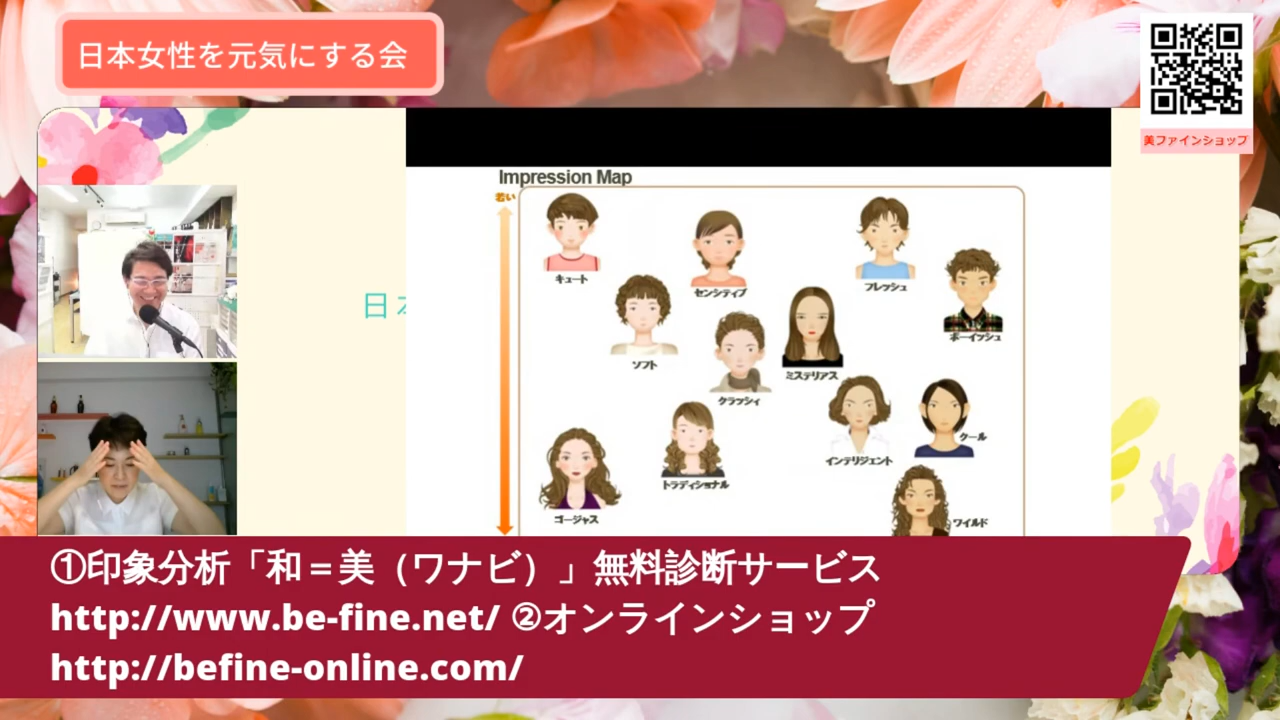 日本女性を元気にする会
美ファインショップ
Impression Map
若い
キュート
センシティブ
フレッシュ
ボーイッシュ
日本
ソフト
ミステリアス
クラッシィ
クール
インテリジェント
トラディショナル
ゴージャス
ワイルド
①印象分析「和＝美（ワナビ）」無料診断サービス
http://www.be-fine.net/ ②オンラインショップ
http://befine-online.com/